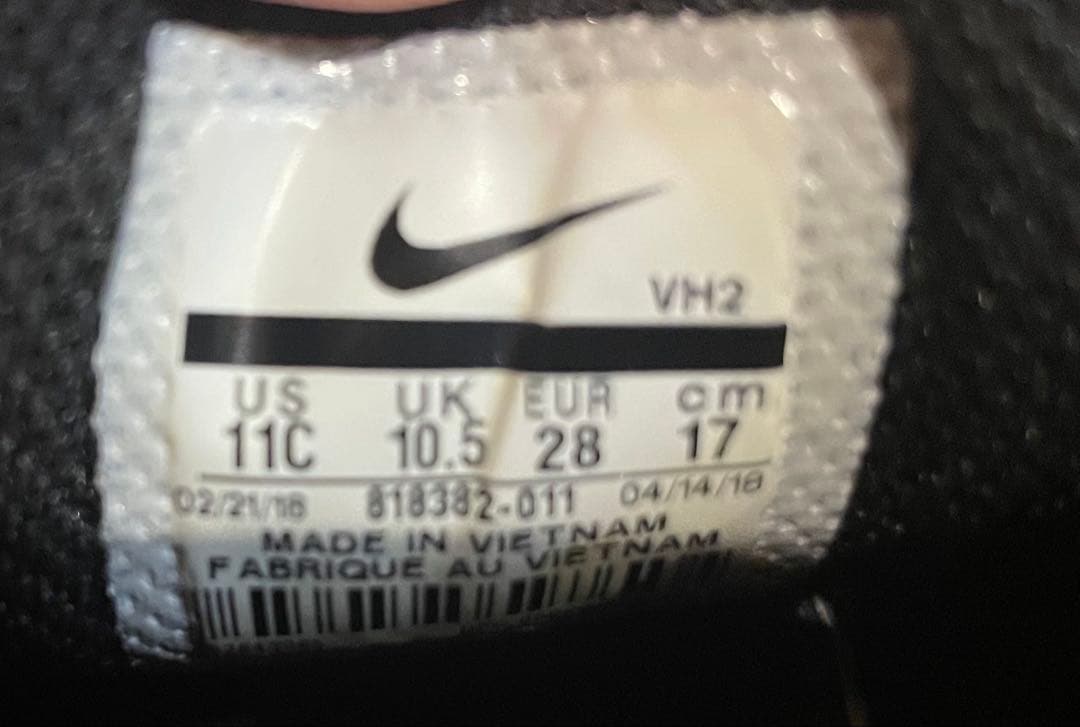 VH2
US UK EUR cm
11C 10.5 28 17
02/21/18 818382-011 04/14/18
MADE IN VIETNAM
FABRIQUE AU VIETNAM